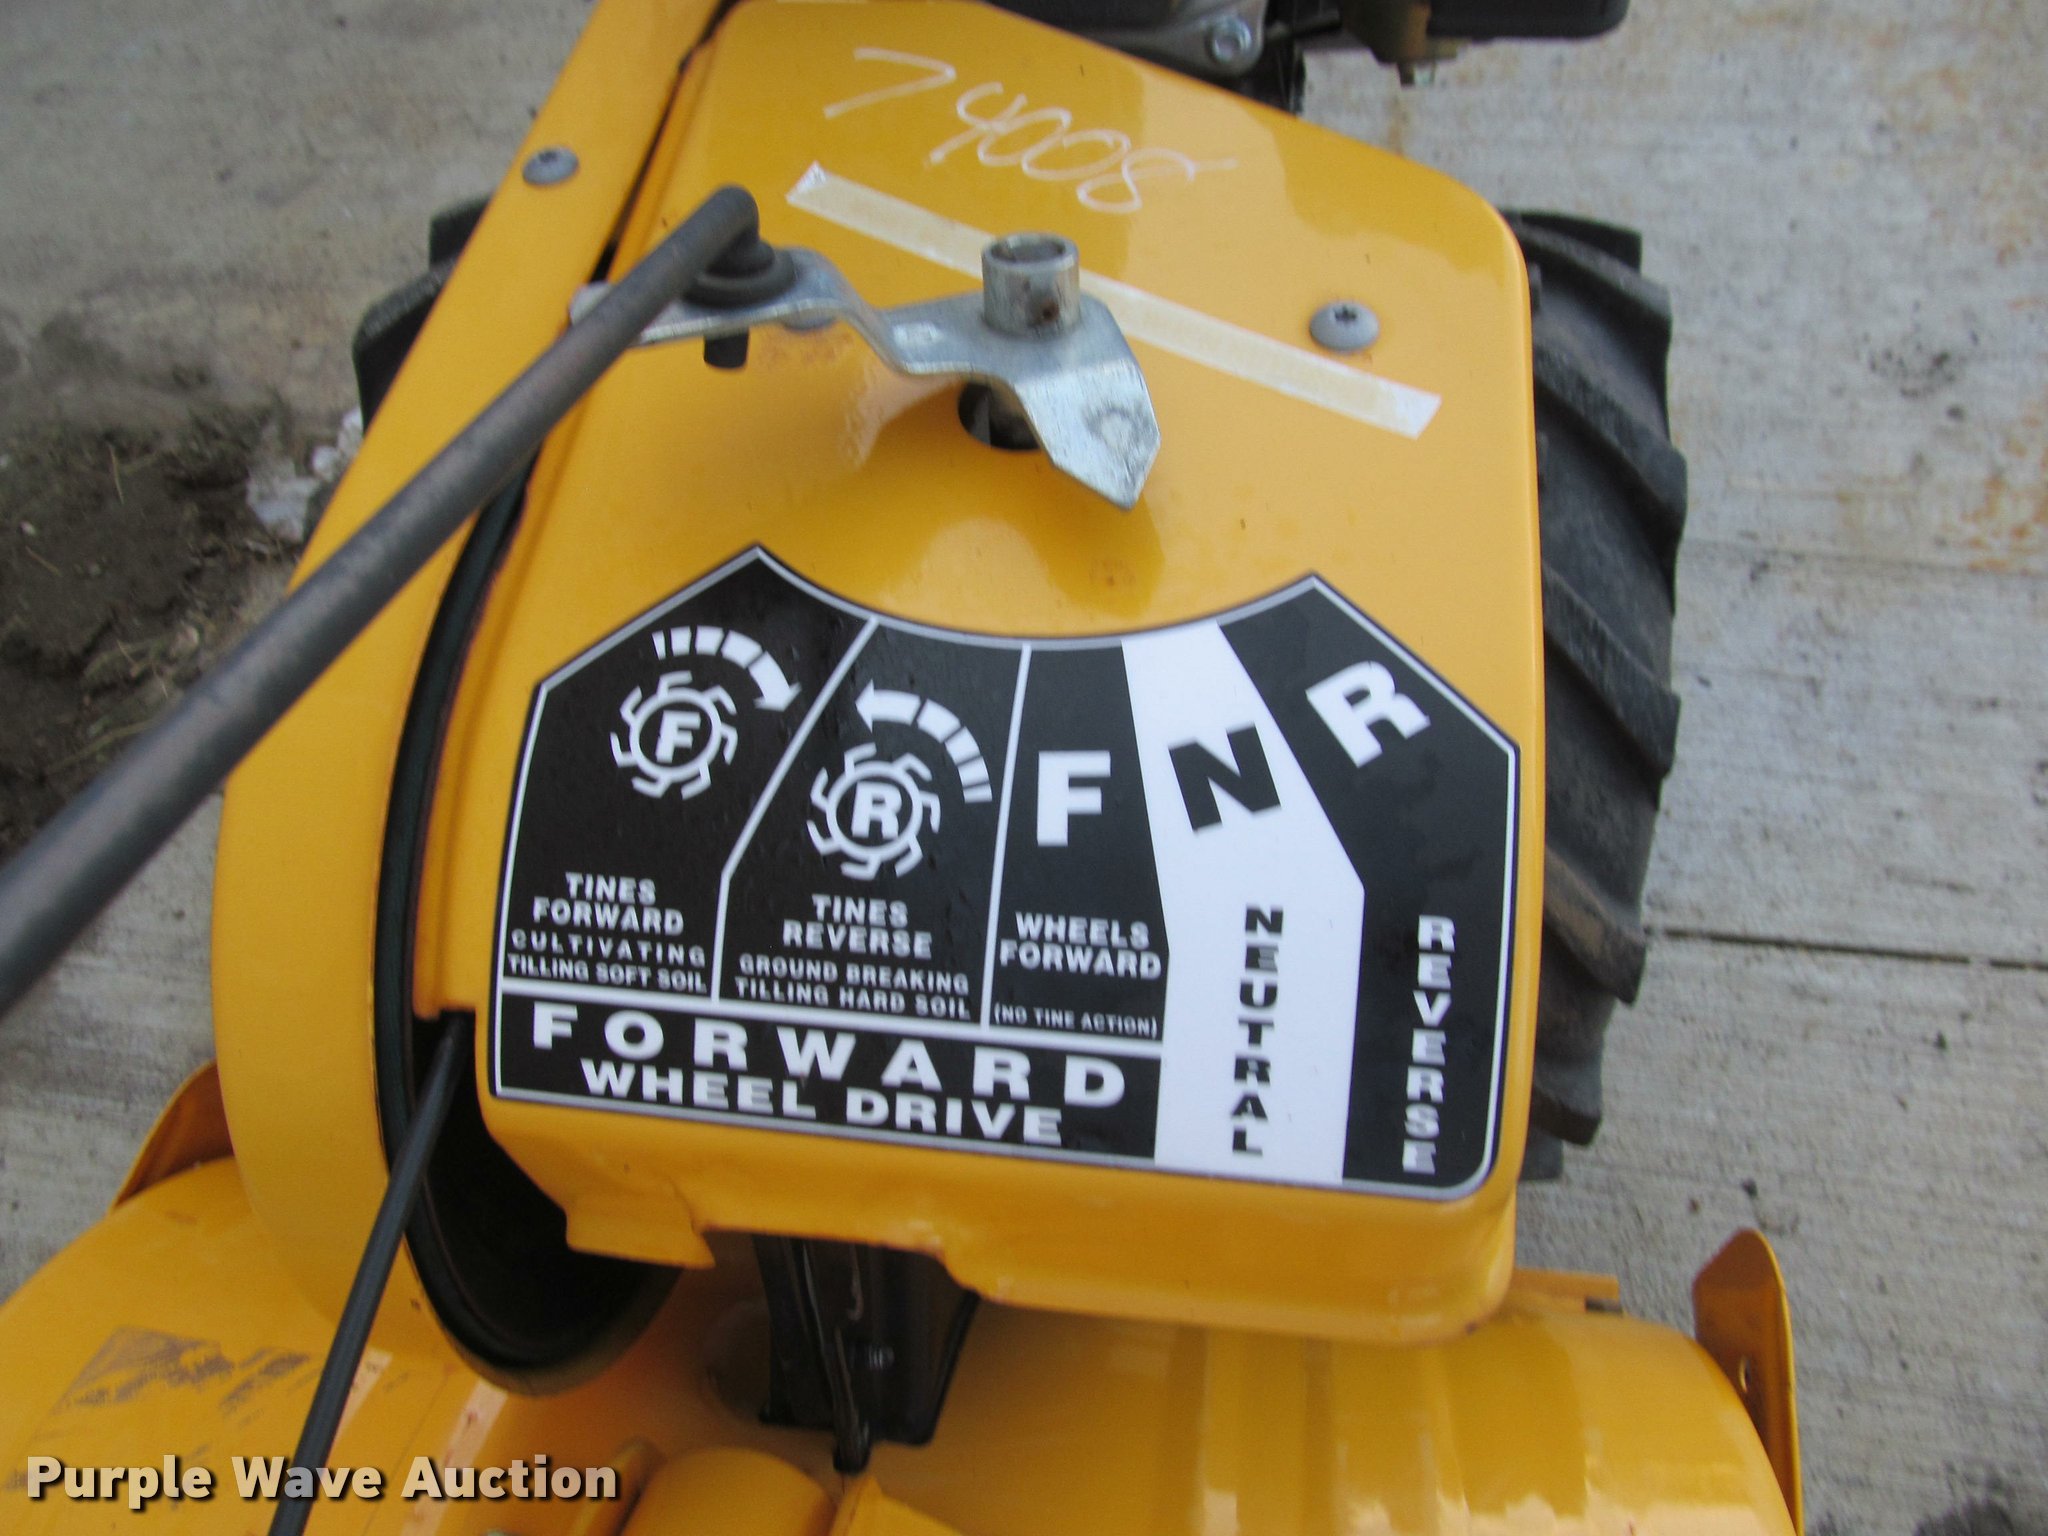 74008
F
TINES
FORWARD
CULTIVATING
TILLING SOFT SOIL
R
TINES
REVERSE
GROUND BREAKING
TILLING HARD SOIL
F
WHEELS
FORWARD
(NO TINE ACTION)
FORWARD
WHEEL DRIVE
N
NEUTRAL
R
REVERSE
Purple Wave Auction